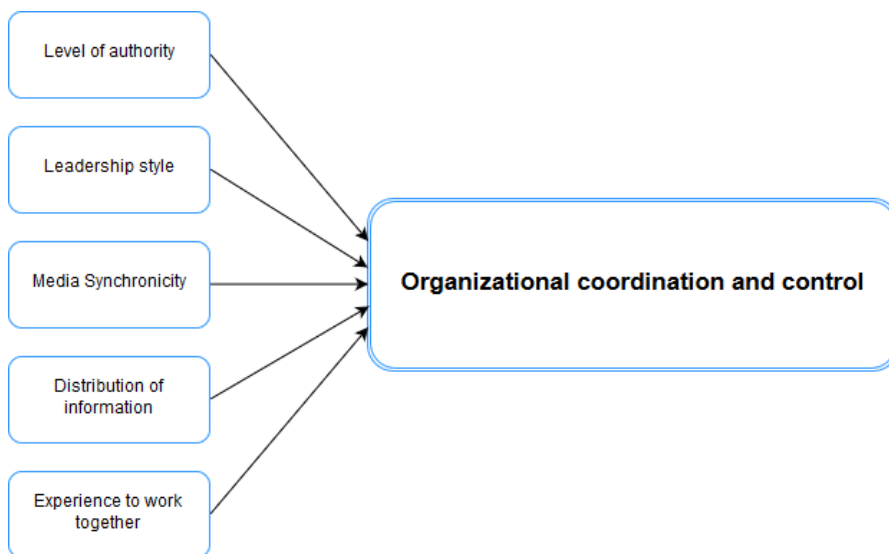 Level of authority
Leadership style
Media Synchronicity
Distribution of
information
Experience to work
together
Organizational coordination and control